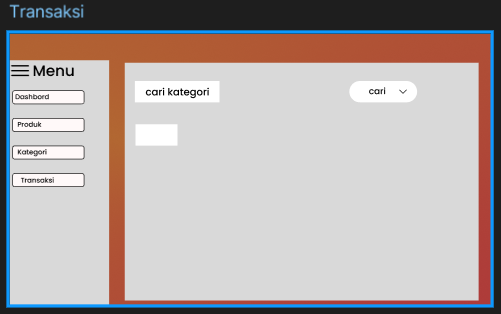 Transaksi
Menu
Dashbord
Produk
Kategori
Transaksi
cari kategori
cari